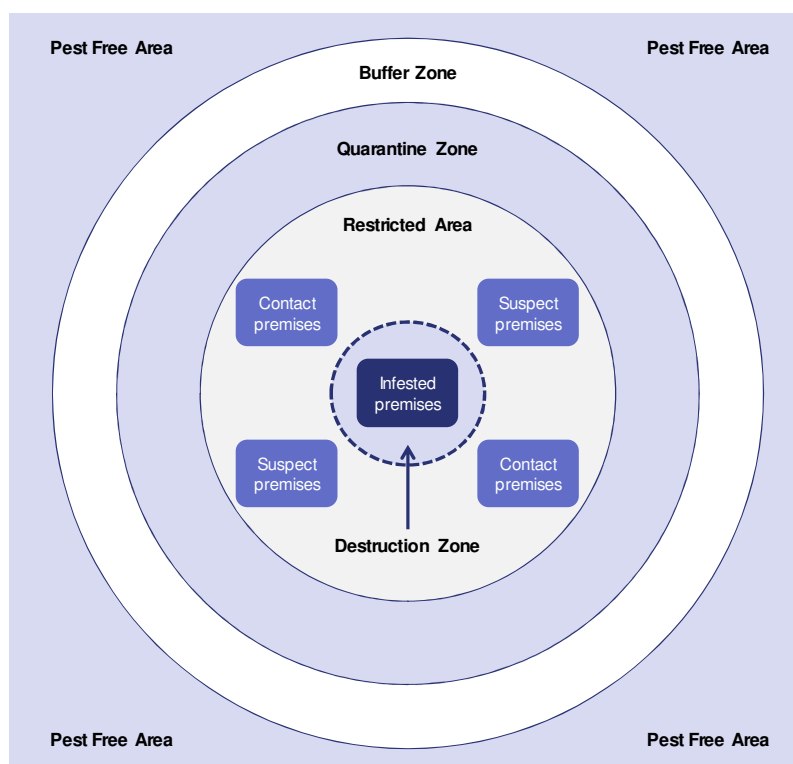 Pest Free Area
Pest Free Area
Buffer Zone
Quarantine Zone
Restricted Area
Contact
premises
Suspect
premises
Infested
premises
Suspect
premises
Contact
premises
Destruction Zone
Pest Free Area
Pest Free Area